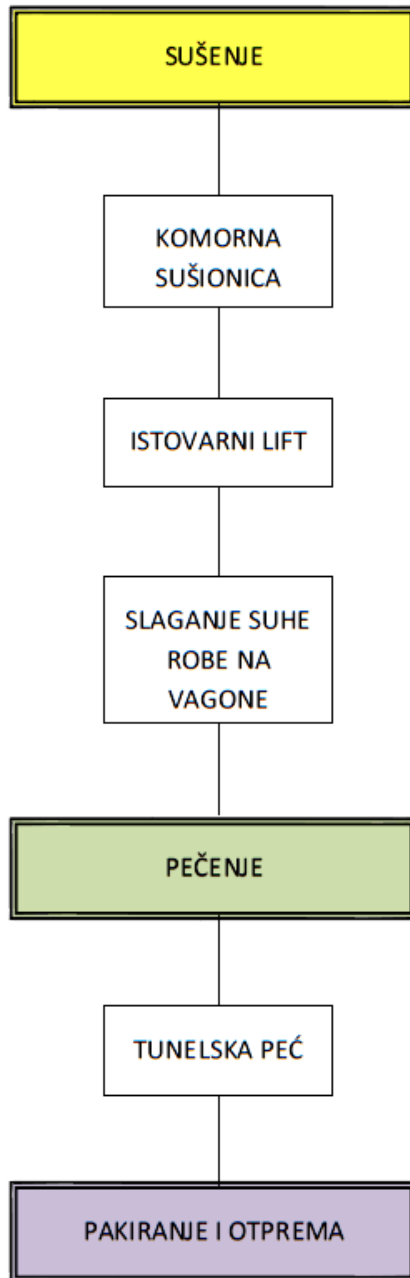 SUŠENJE
KOMORNA
SUŠIONICA
ISTOVARNI LIFT
SLAGANJE SUHE
ROBE NA
VAGONE
PEČENJE
TUNELSKA PEĆ
PAKIRANJE I OTPREMA